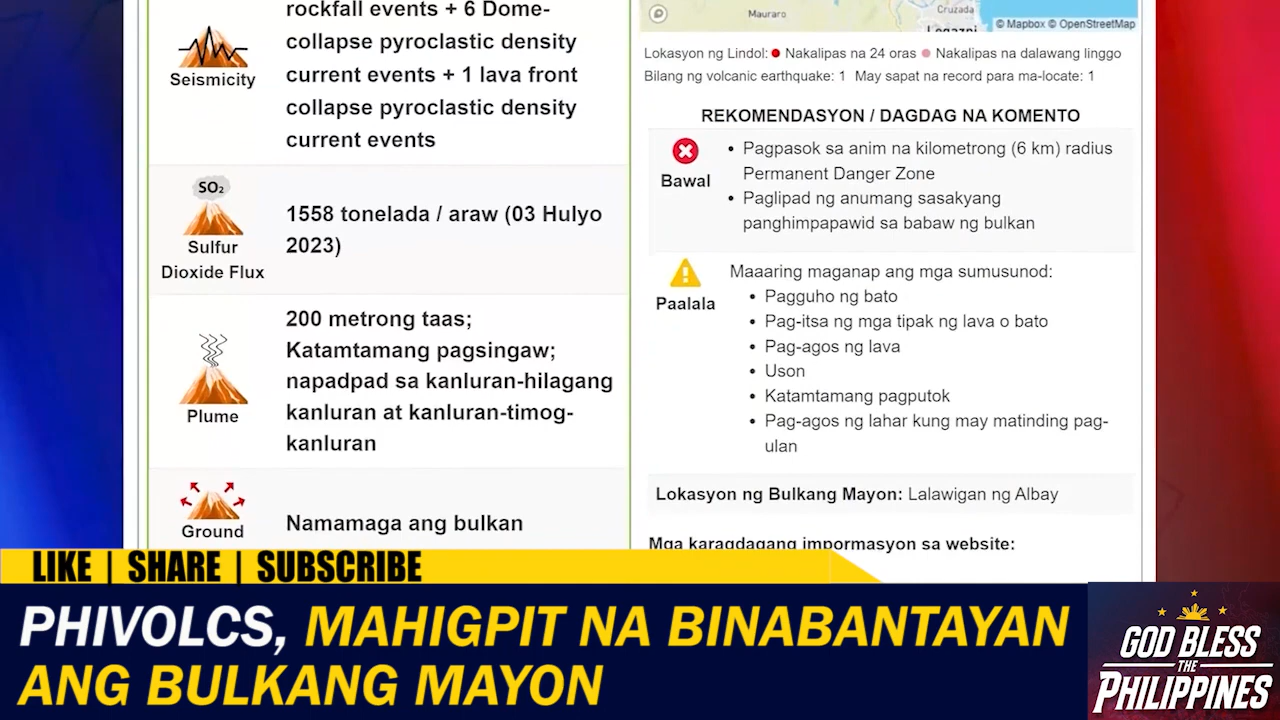 rockfall events + 6 Dome-
collapse pyroclastic density
current events + 1 lava front
collapse pyroclastic density
current events
Seismicity
SO₂
Sulfur
Dioxide Flux
1558 tonelada / araw (03 Hulyo
2023)
200 metrong taas;
Katamtamang pagsingaw;
napadpad sa kanluran-hilagang
kanluran at kanluran-timog-
kanluran
Plume
Ground
Namamaga ang bulkan
Mauraro
Cruzada
Legazpi
© Mapbox © OpenStreetMap
Lokasyon ng Lindol: Nakalipas na 24 oras Nakalipas na dalawang linggo
Bilang ng volcanic earthquake: 1 May sapat na record para ma-locate: 1
REKOMENDASYON / DAGDAG NA KOMENTO
Bawal
• Pagpasok sa anim na kilometrong (6 km) radius
Permanent Danger Zone
• Paglipad ng anumang sasakyang
panghimpapawid sa babaw ng bulkan
Paalala
Maaaring maganap ang mga sumusunod:
• Pagguho ng bato
• Pag-itsa ng mga tipak ng lava o bato
• Pag-agos ng lava
• Uson
• Katamtamang pagputok
• Pag-agos ng lahar kung may matinding pag-
ulan
Lokasyon ng Bulkang Mayon: Lalawigan ng Albay
Mga karagdagang impormasyon sa website:
LIKE | SHARE | SUBSCRIBE
PHIVOLCS, MAHIGPIT NA BINABANTAYAN
ANG BULKANG MAYON
GOD BLESS
THE
PHILIPPINES